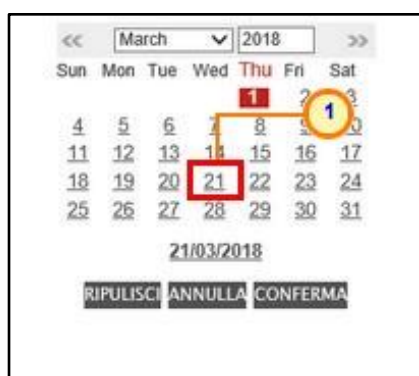 << March 2018 >>
Sun Mon Tue Wed Thu Fri Sat
1 2 3
4 5 6 7 8 9 10
11 12 13 14 15 16 17
18 19 20 21 22 23 24
25 26 27 28 29 30 31
1
21/03/2018
RIPULISCI ANNULLA CONFERMA